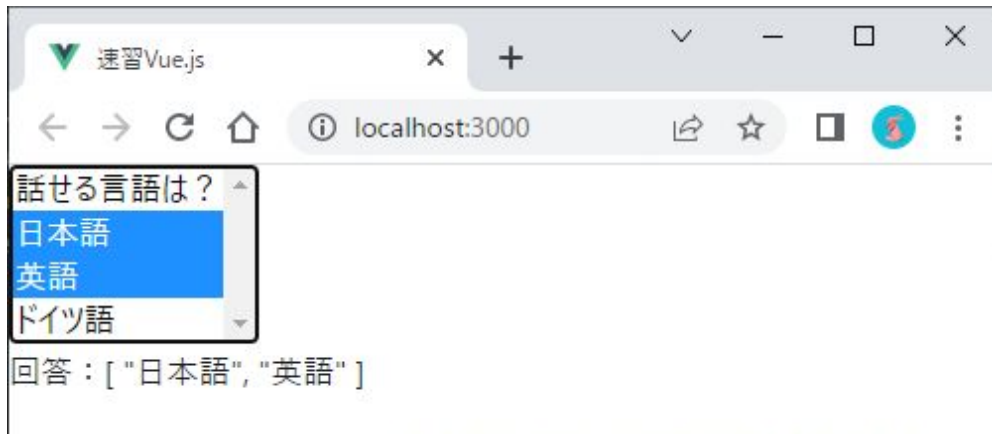 速習Vue.js
localhost:3000
話せる言語は？
日本語
英語
ドイツ語
回答：[ "日本語", "英語" ]